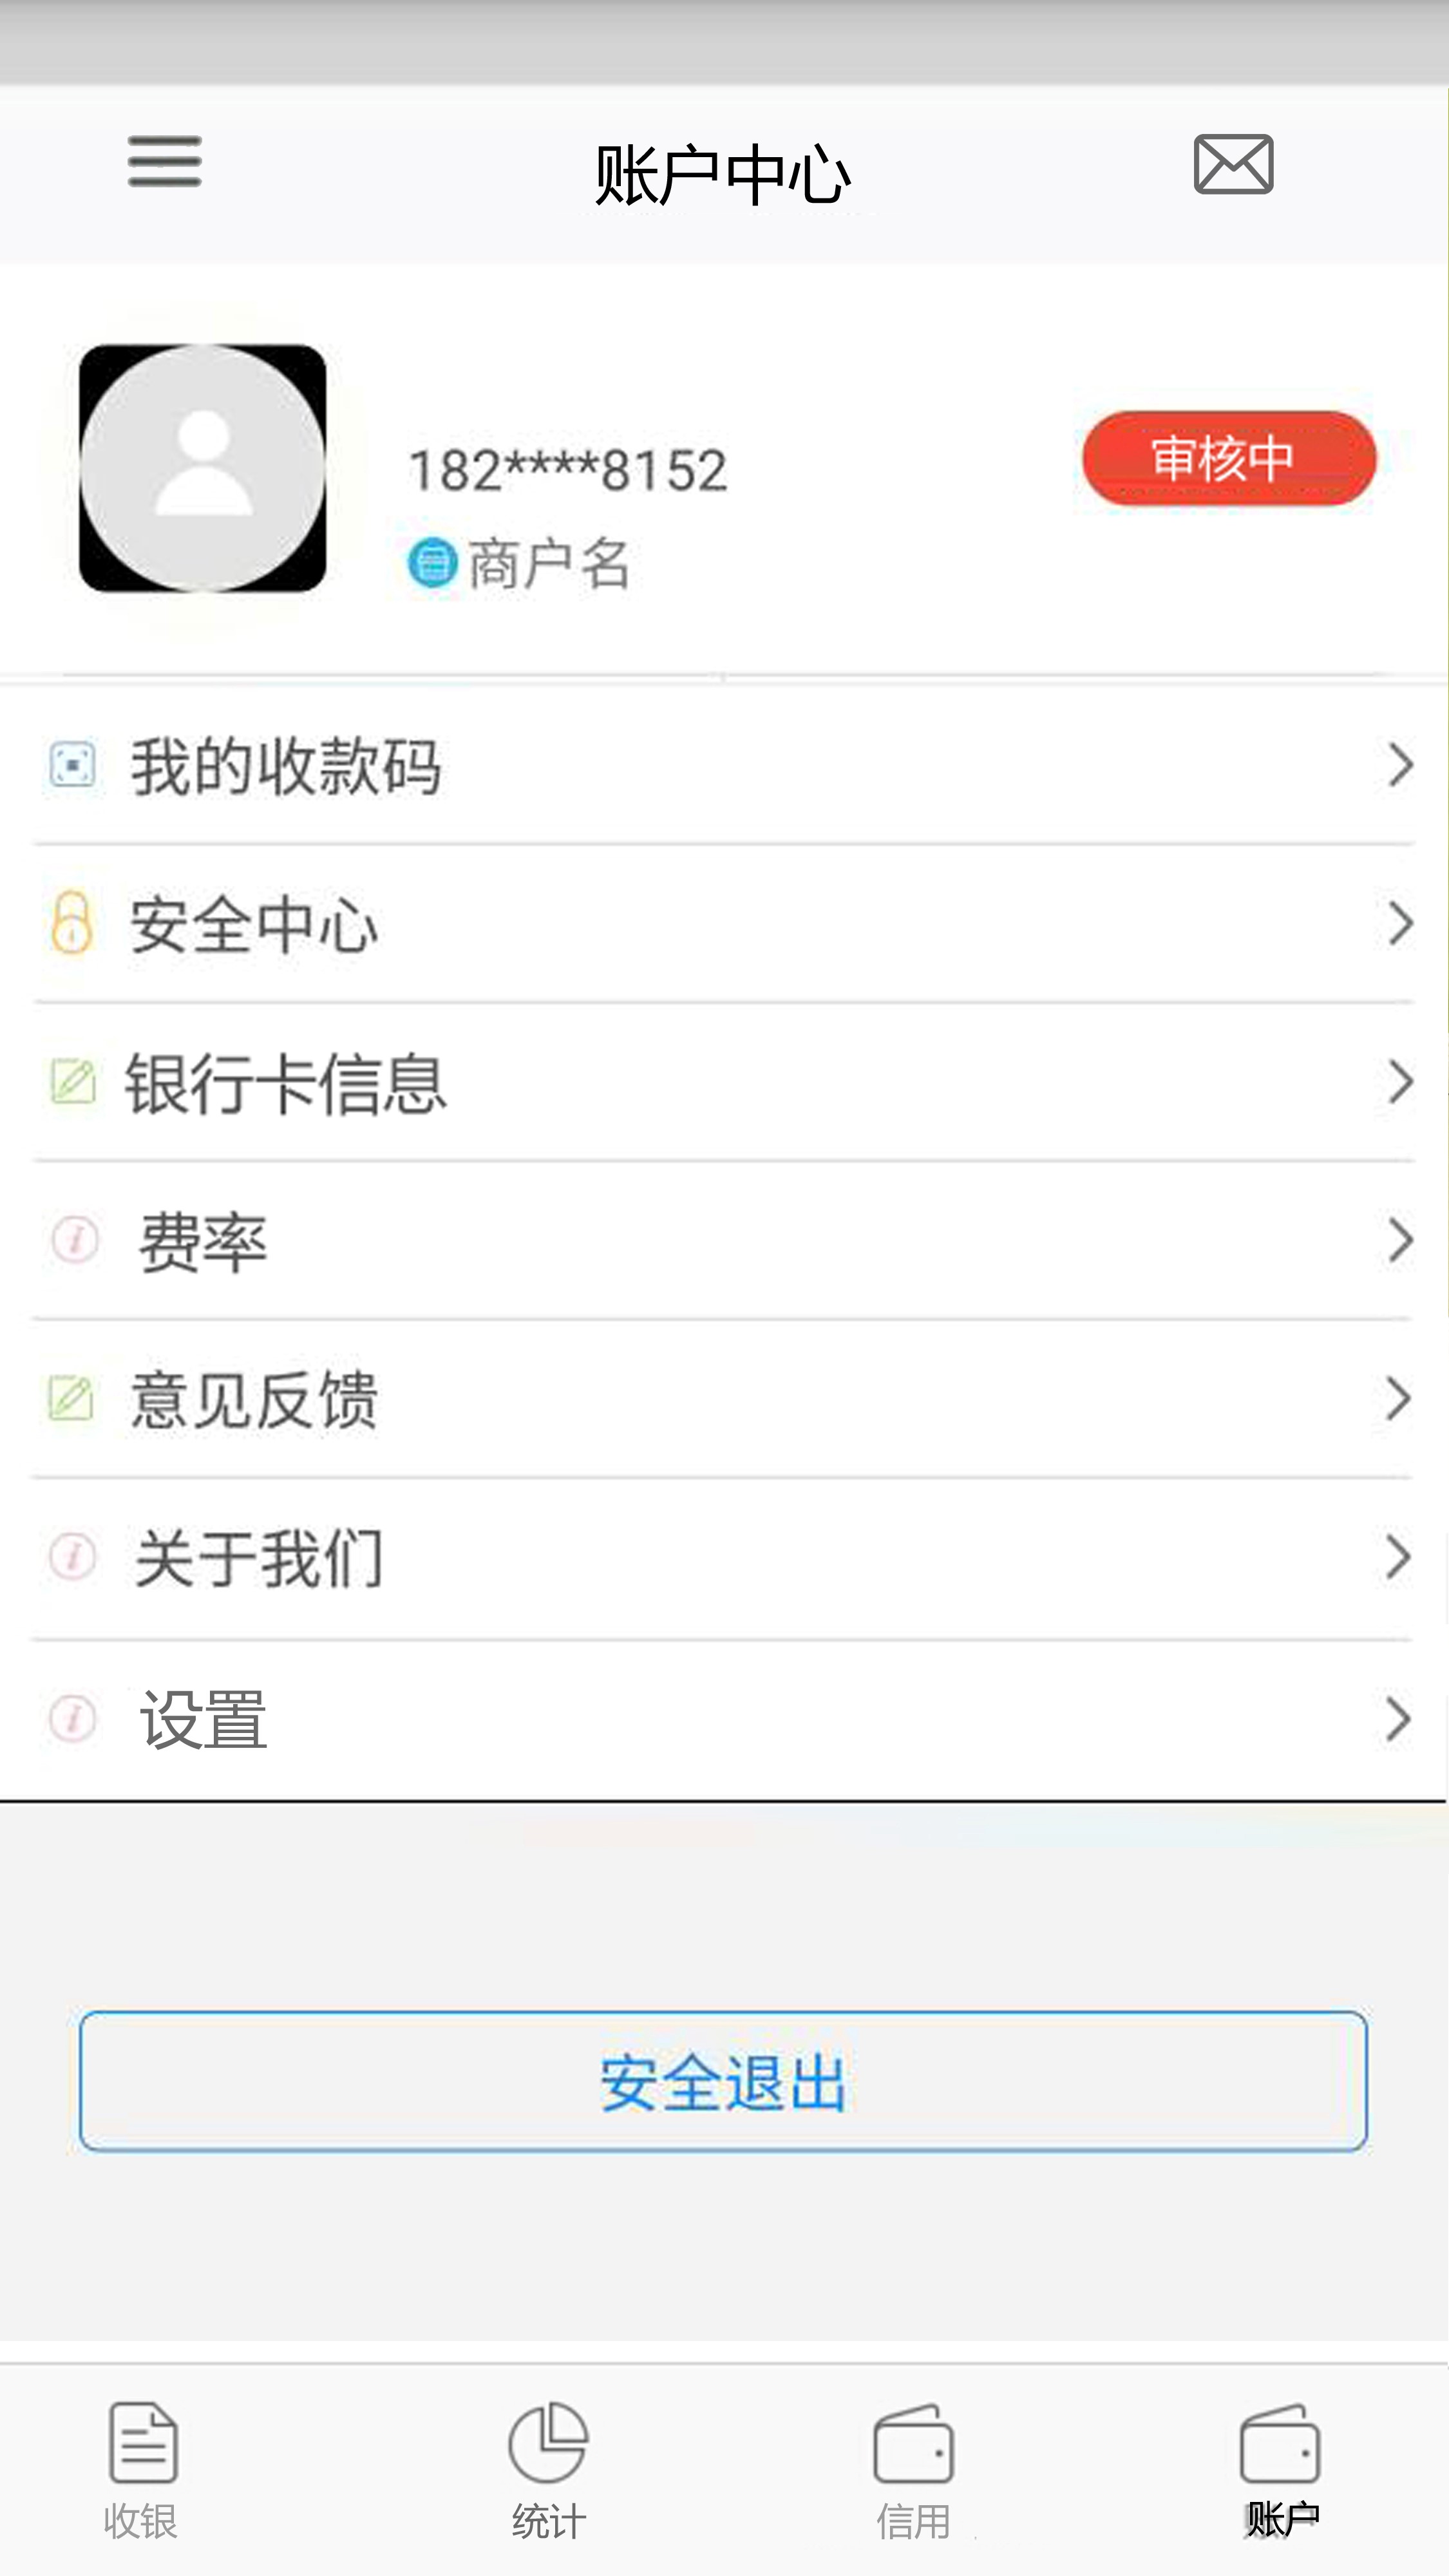 账户中心
182****8152
审核中
商户名
我的收款码
安全中心
银行卡信息
费率
意见反馈
关于我们
设置
安全退出
收银
统计
信用
账户